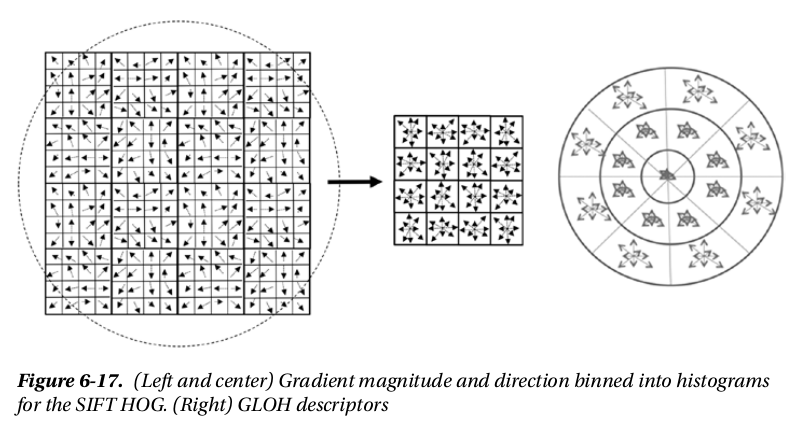 Figure 6-17. (Left and center) Gradient magnitude and direction binned into histograms
for the SIFT HOG. (Right) GLOH descriptors